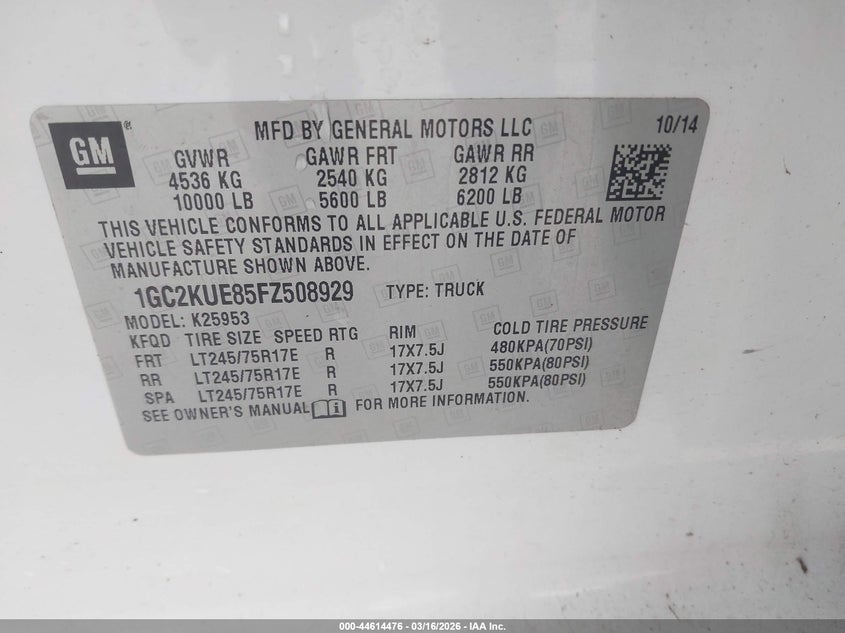 GM
®
MFD BY GENERAL MOTORS LLC 10/14
GVWR GAWR FRT GAWR RR
4536 KG 2540 KG 2812 KG
10000 LB 5600 LB 6200 LB
THIS VEHICLE CONFORMS TO ALL APPLICABLE U.S. FEDERAL MOTOR
VEHICLE SAFETY STANDARDS IN EFFECT ON THE DATE OF
MANUFACTURE SHOWN ABOVE.
1GC2KUE85FZ508929 TYPE: TRUCK
MODEL: K25953
KFQD TIRE SIZE SPEED RTG RIM COLD TIRE PRESSURE
FRT LT245/75R17E R 17X7.5J 480KPA(70PSI)
RR LT245/75R17E R 17X7.5J 550KPA(80PSI)
SPA LT245/75R17E R 17X7.5J 550KPA(80PSI)
SEE OWNER'S MANUAL i FOR MORE INFORMATION.
000-44614476 - 03/16/2026 - IAA Inc.